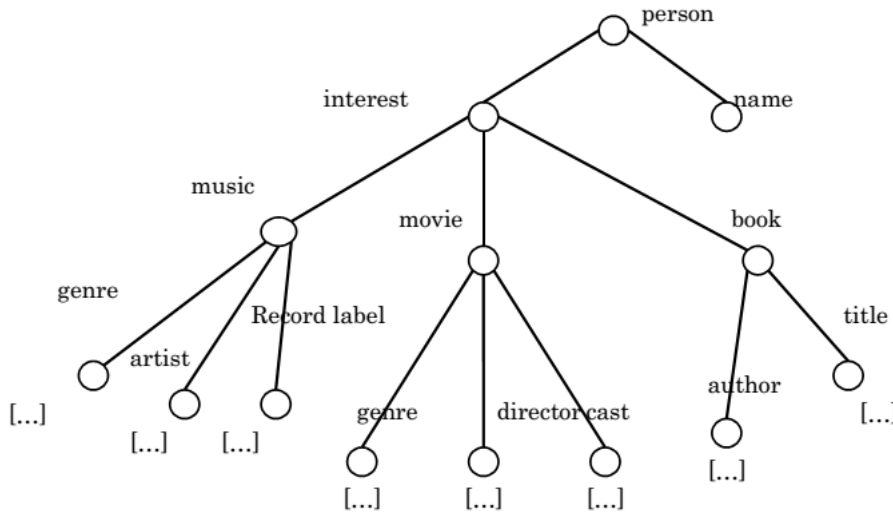 person
interest
name
music
movie
book
genre
Record label
title
artist
author
[...]
genre
director
cast
[...]
[...]
[...]
[...]
[...]
[...]
[...]